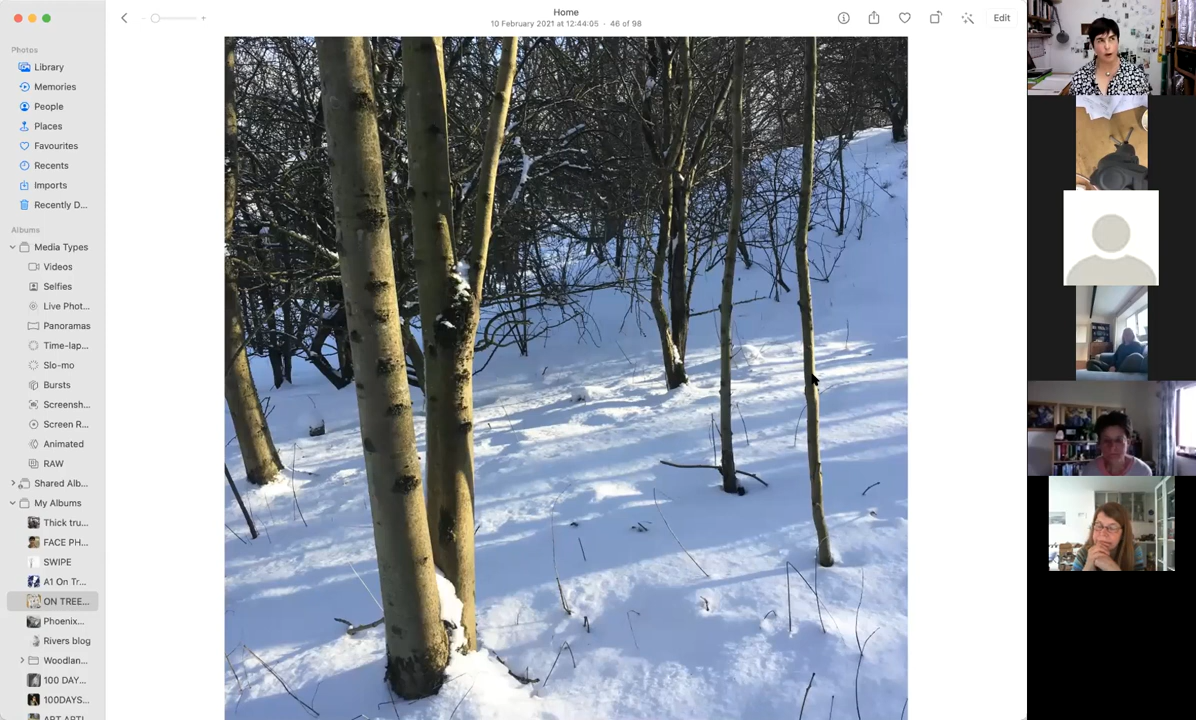 Home
10 February 2021 at 12:44:05 · 46 of 98
Edit
Photos
Library
Memories
People
Places
Favourites
Recents
Imports
Recently D...
Albums
Media Types
Videos
Selfies
Live Phot...
Panoramas
Time-lap...
Slo-mo
Bursts
Screensh...
Screen R...
Animated
RAW
Shared Alb...
My Albums
Thick tru...
FACE PH...
SWIPE
A1 On Tr...
ON TREE...
Phoenix...
Rivers blog
Woodlan...
100 DAY...
100DAYS...